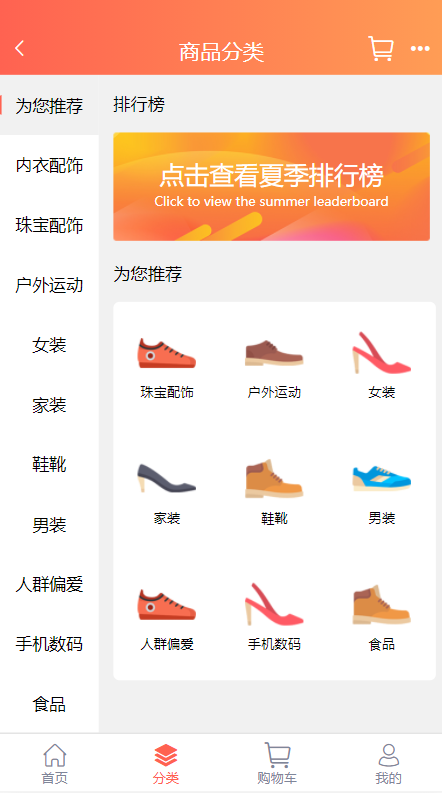 商品分类
为您推荐
内衣配饰
珠宝配饰
户外运动
女装
家装
鞋靴
男装
人群偏爱
手机数码
食品
排行榜
点击查看夏季排行榜
Click to view the summer leaderboard
为您推荐
珠宝配饰 户外运动 女装
家装 鞋靴 男装
人群偏爱 手机数码 食品
首页 分类 购物车 我的